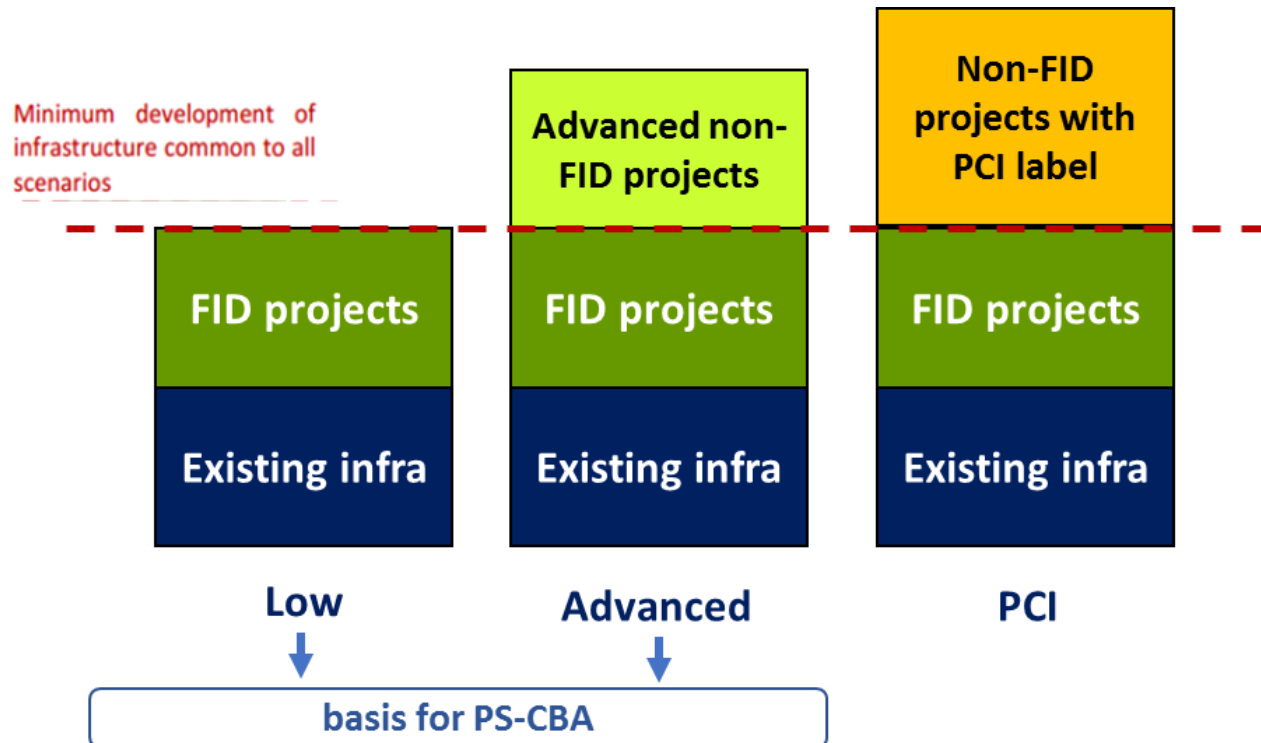 Minimum development of
infrastructure common to all
scenarios
Advanced non-
FID projects
Non-FID
projects with
PCI label
FID projects
FID projects
FID projects
Existing infra
Existing infra
Existing infra
Low
Advanced
PCI
basis for PS-CBA